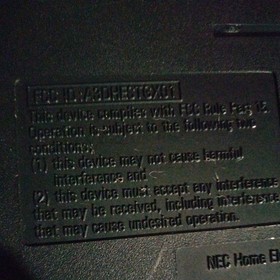 This device complies with FCC Rule Part 15
Operation is subject to the following two
conditions:
(1) this device may not cause harmful
interference and
(2) this device must accept any interference
that may be received, including interference
that may cause undesired operation.
NEC Home El